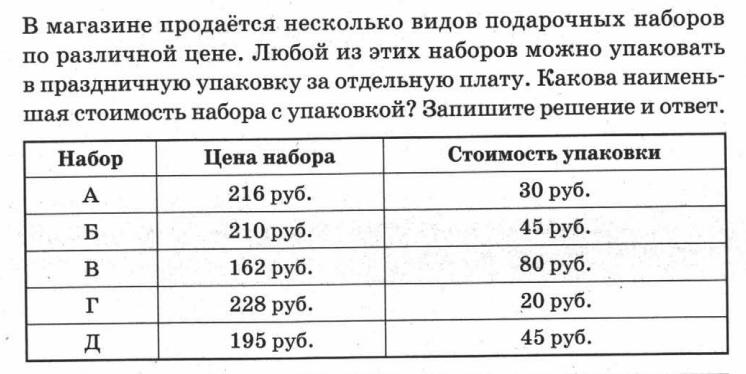 В магазине продаётся несколько видов подарочных наборов
по различной цене. Любой из этих наборов можно упаковать
в праздничную упаковку за отдельную плату. Какова наимень-
шая стоимость набора с упаковкой? Запишите решение и ответ.
Набор Цена набора Стоимость упаковки
А 216 руб. 30 руб.
Б 210 руб. 45 руб.
В 162 руб. 80 руб.
Г 228 руб. 20 руб.
Д 195 руб. 45 руб.